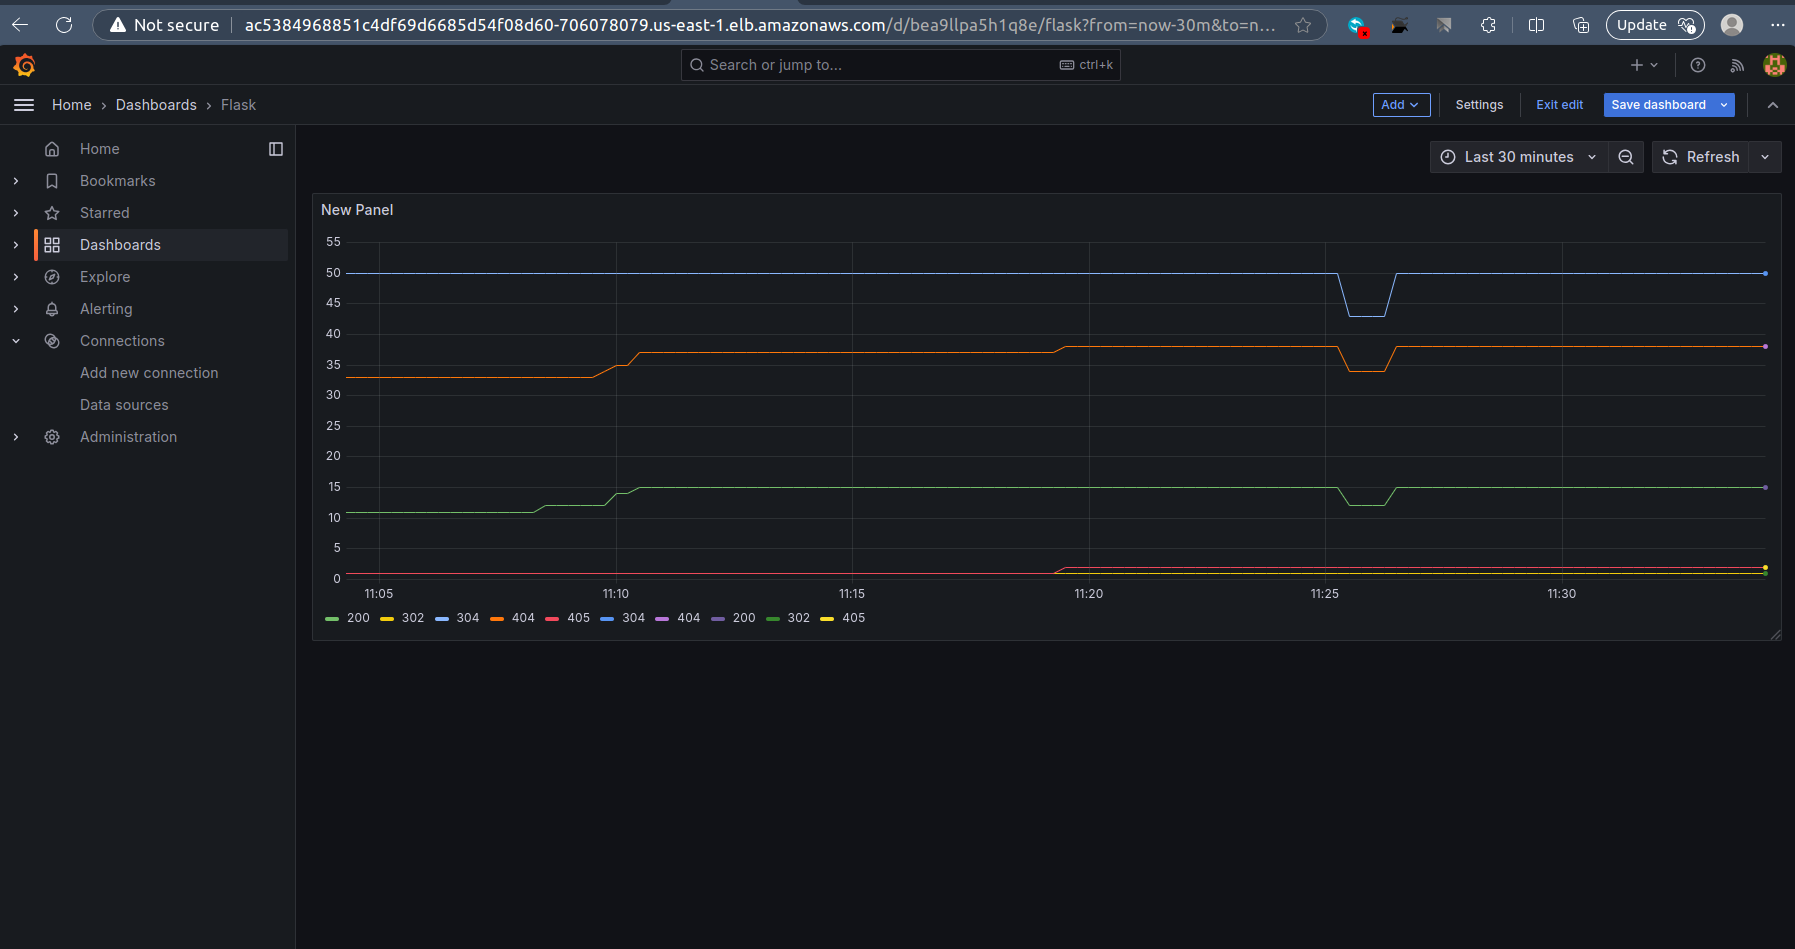 Not secure ac5384968851c4df69d6685d54f08d60-706078079.us-east-1.elb.amazonaws.com/d/bea9llpa5h1q8e/flask?from=now-30m&to=n... Update
Search or jump to... ctrl+k
Home › Dashboards › Flask Add Settings Exit edit Save dashboard
Home
Last 30 minutes Refresh
Bookmarks
Starred
Dashboards
Explore
Alerting
Connections
Add new connection
Data sources
Administration
New Panel
55
50
45
40
35
30
25
20
15
10
5
0
11:05 11:10 11:15 11:20 11:25 11:30
200 302 304 404 405 304 404 200 302 405